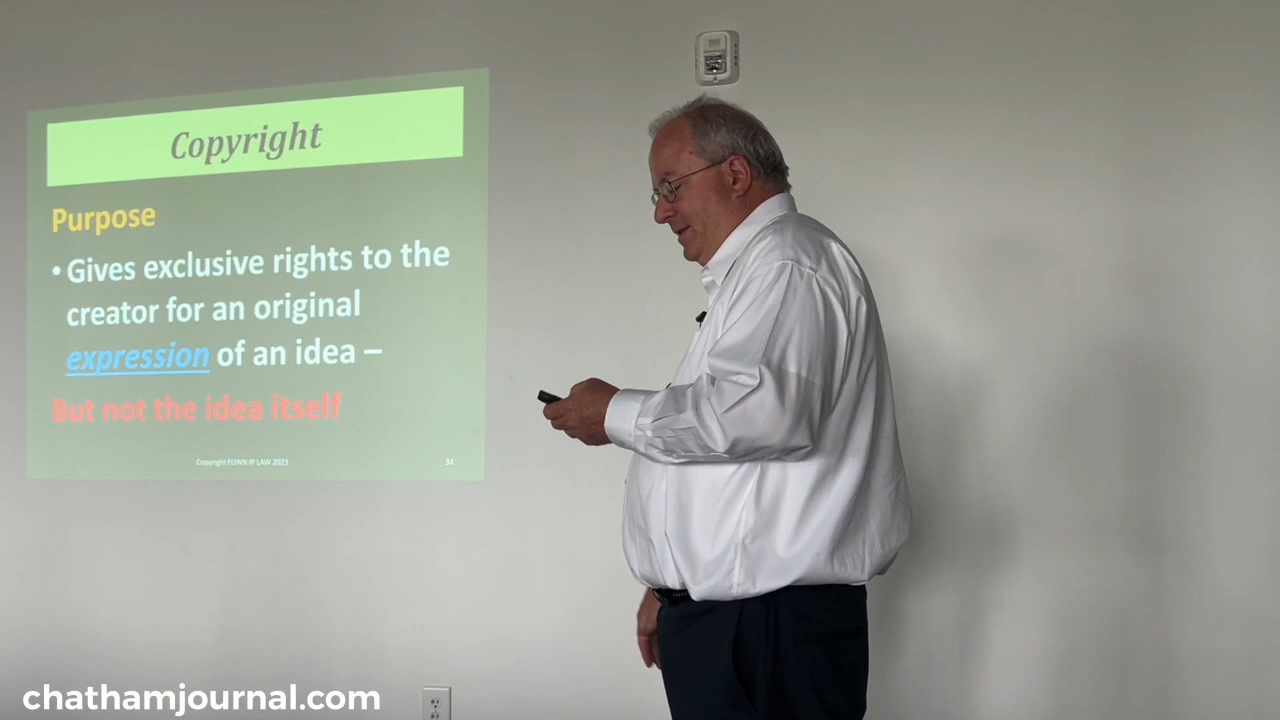 Copyright
Purpose
• Gives exclusive rights to the
creator for an original
expression of an idea –
But not the idea itself
Copyright FLYNN IP LAW 2023
34
chathamjournal.com